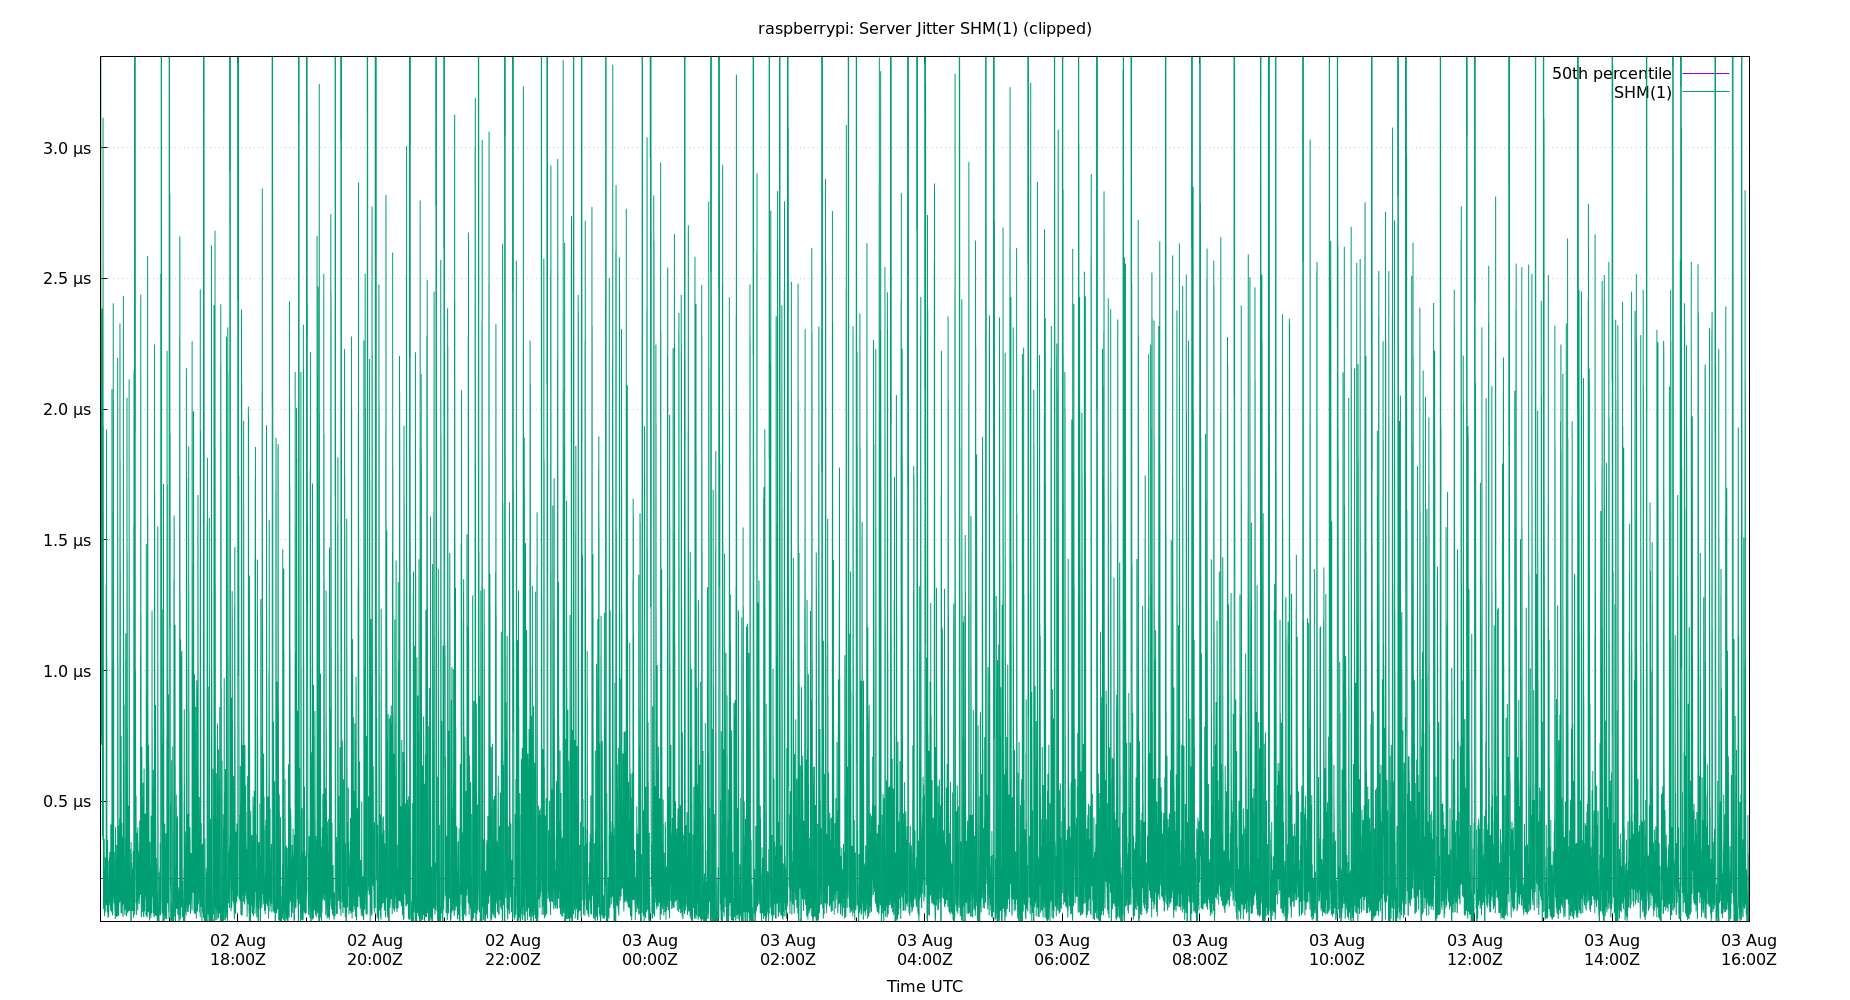 raspberrypi: Server Jitter SHM(1) (clipped)
50th percentile
SHM(1)
3.0 µs
2.5 µs
2.0 µs
1.5 µs
1.0 µs
0.5 µs
02 Aug 02 Aug 02 Aug 03 Aug 03 Aug 03 Aug 03 Aug 03 Aug 03 Aug 03 Aug 03 Aug 03 Aug
18:00Z 20:00Z 22:00Z 00:00Z 02:00Z 04:00Z 06:00Z 08:00Z 10:00Z 12:00Z 14:00Z 16:00Z
Time UTC